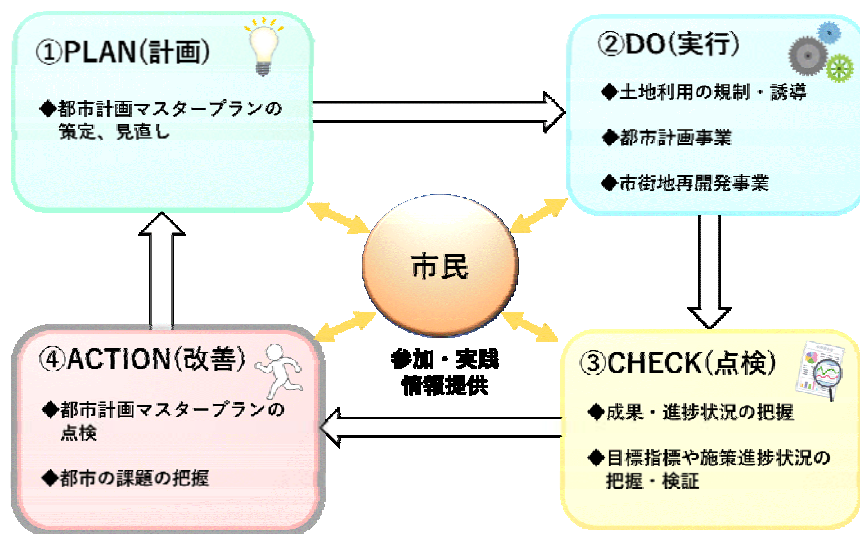 ①PLAN(計画)
◆都市計画マスタープランの
策定、見直し
②DO(実行)
◆土地利用の規制・誘導
◆都市計画事業
◆市街地再開発事業
市民
参加・実践
情報提供
④ACTION(改善)
◆都市計画マスタープランの
点検
◆都市の課題の把握
③CHECK(点検)
◆成果・進捗状況の把握
◆目標指標や施策進捗状況の
把握・検証